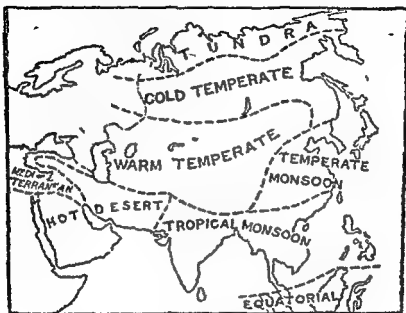 TUNDRA
COLD TEMPERATE
WARM TEMPERATE
TEMPERATE
MONSOON
MEDI-
TERRANEAN
HOT DESERT
TROPICAL MONSOON
EQUATORIAL